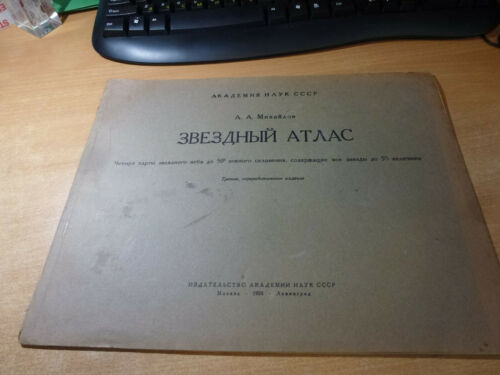 АКАДЕМИЯ НАУК СССР
А. А. Михайлов
ЗВЕЗДНЫЙ АТЛАС
Четыре карты звездного неба до 50° южного склонения, содержащие все звезды до 5½ величины
Третье, переработанное издание
ИЗДАТЕЛЬСТВО АКАДЕМИИ НАУК СССР
Москва · · Ленинград